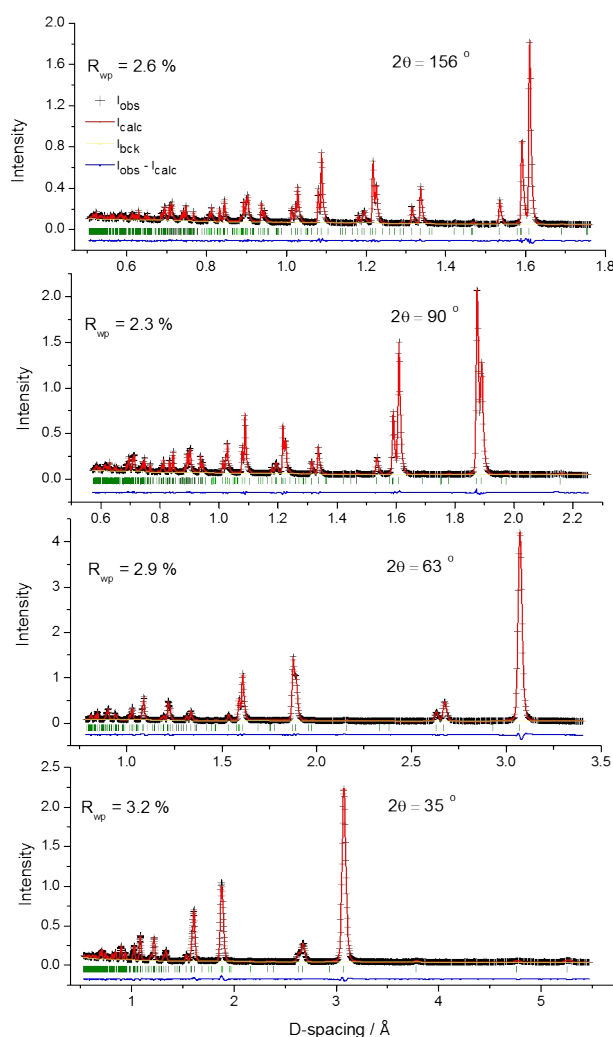 2.0
R_wp = 2.6 %
2θ = 156 °
1.6
I_obs
I_calc
I_bck
I_obs - I_calc
1.2
0.8
0.4
0.0
Intensity
0.6 0.8 1.0 1.2 1.4 1.6 1.8
R_wp = 2.3 %
2θ = 90 °
2.0
1.5
1.0
0.5
0.0
Intensity
0.6 0.8 1.0 1.2 1.4 1.6 1.8 2.0 2.2
R_wp = 2.9 %
2θ = 63 °
4
3
2
1
0
Intensity
1.0 1.5 2.0 2.5 3.0 3.5
R_wp = 3.2 %
2θ = 35 °
2.5
2.0
1.5
1.0
0.5
0.0
Intensity
1 2 3 4 5
D-spacing / Å